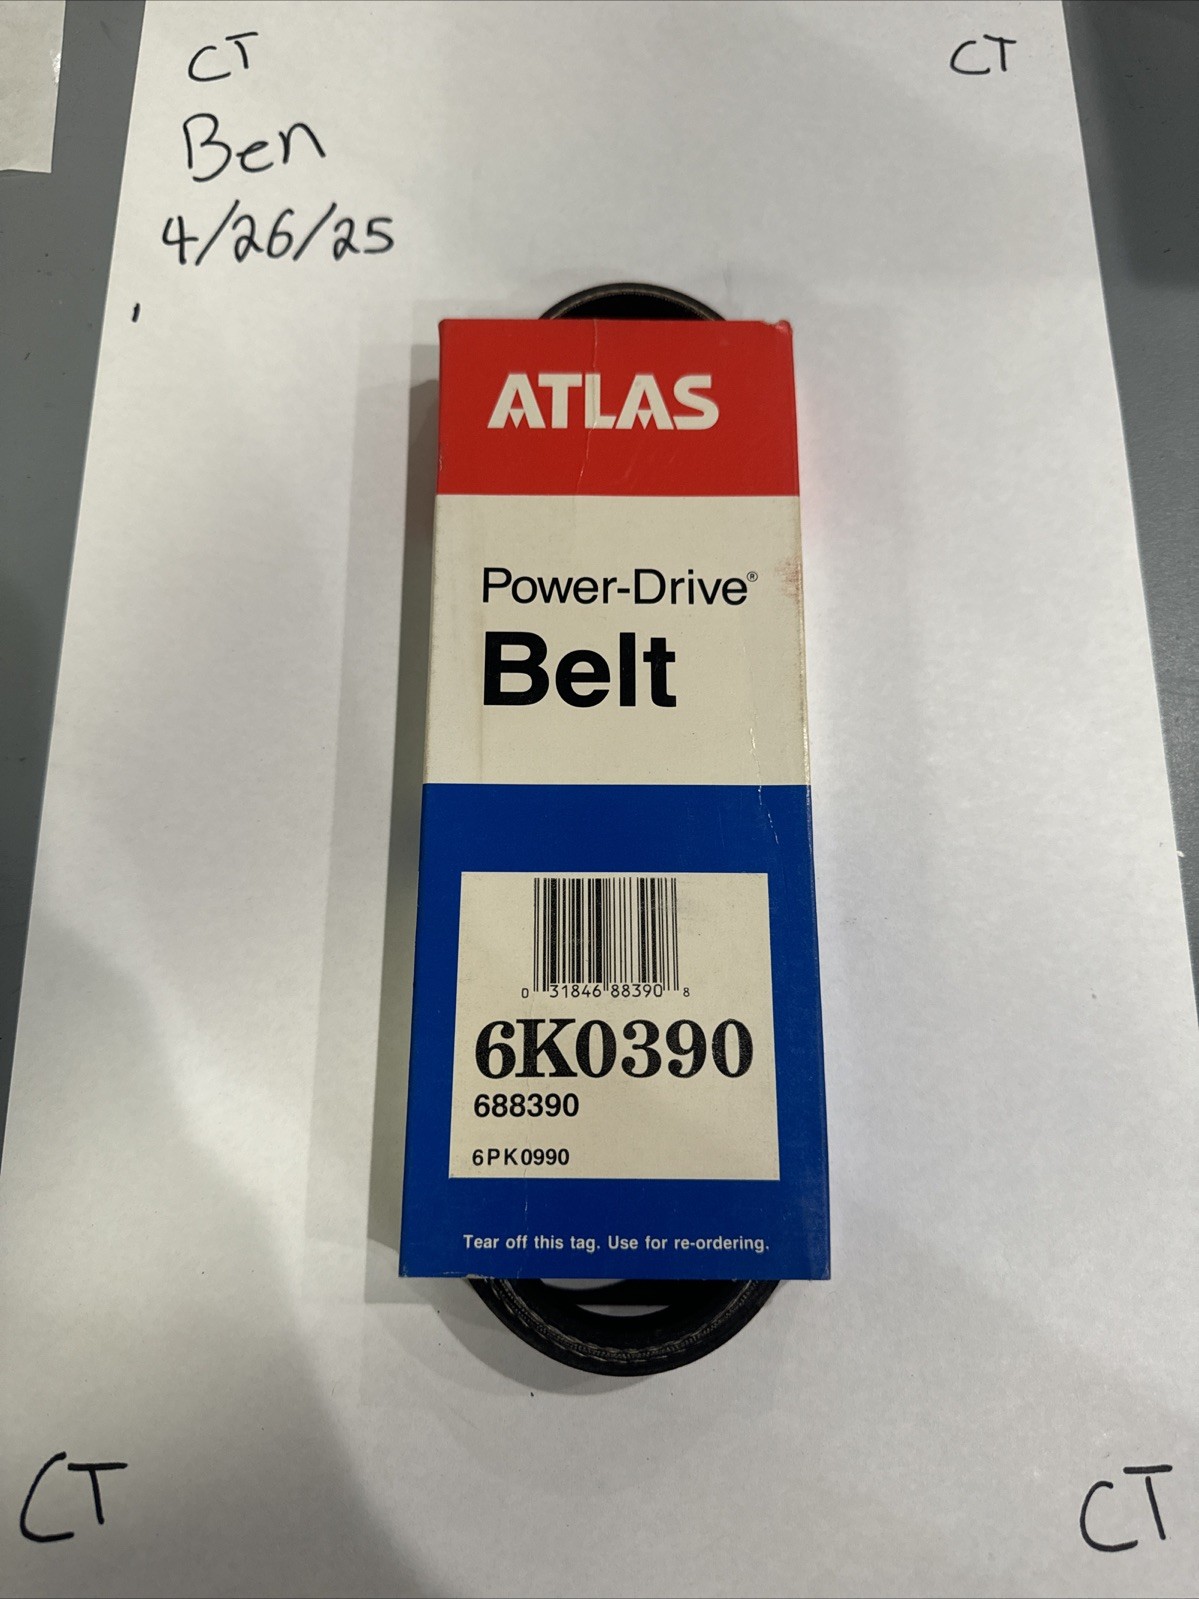 CT CT
Ben
4/26/25
ATLAS
Power-Drive®
Belt
0 31846 88390 8
6K0390
688390
6PK0990
Tear off this tag. Use for re-ordering.
CT CT